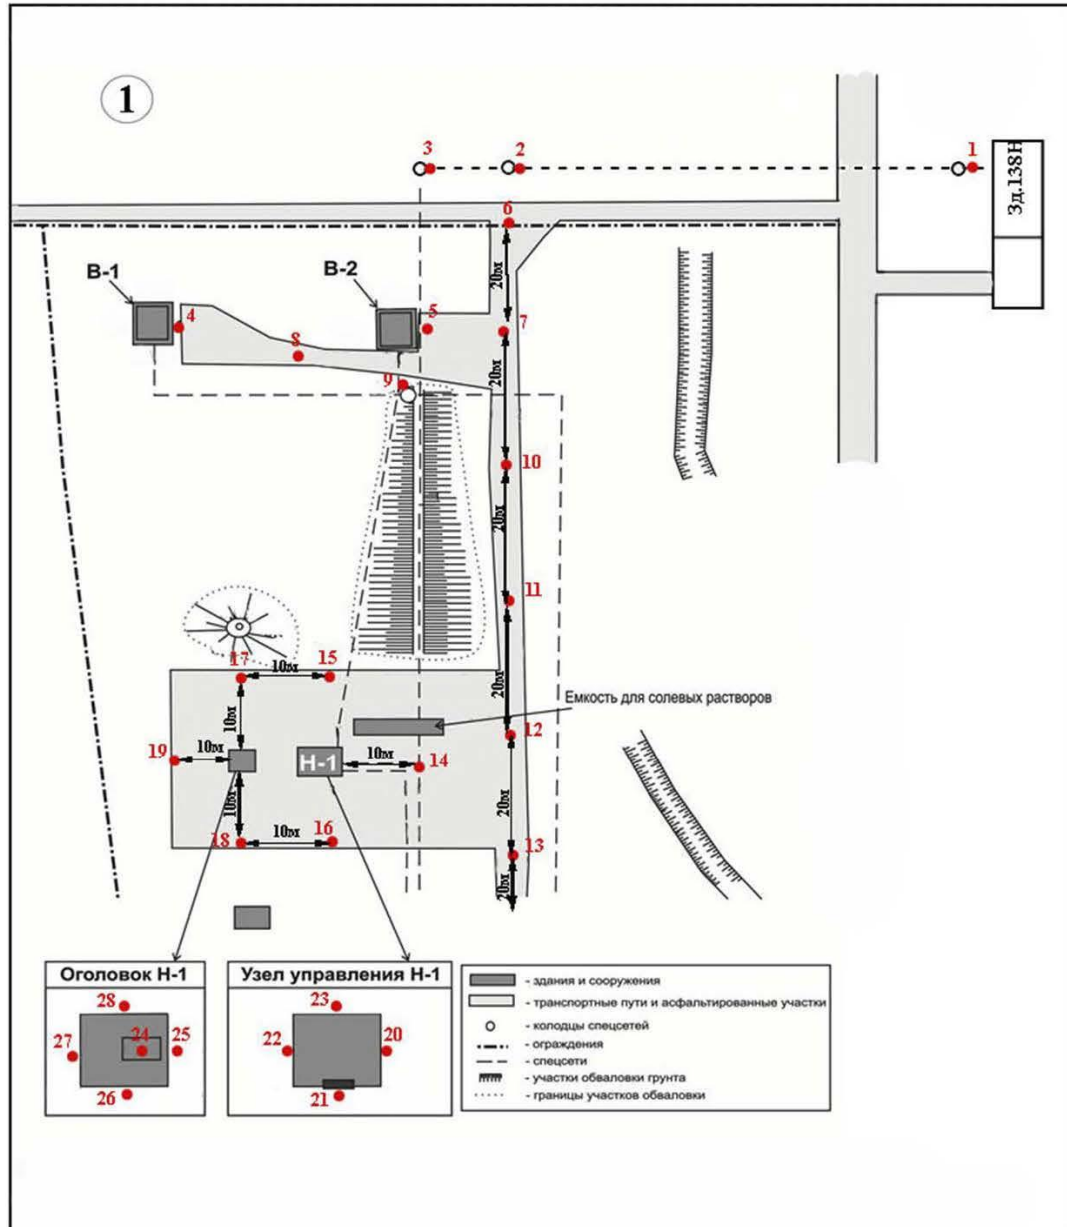 1
3
2
1
Зд.138Н
6
В-1
В-2
20м
4
5
7
8
9
20м
10
20м
11
17
10м
15
20м
Емкость для солевых растворов
10м
12
19
10м
Н-1
10м
14
10м
20м
18
10м
16
13
20м
Оголовок Н-1
Узел управления Н-1
28
27
24
25
26
23
22
20
21
- здания и сооружения
- транспортные пути и асфальтированные участки
- колодцы спецсетей
- ограждения
- спецсети
- участки обваловки грунта
- границы участков обваловки